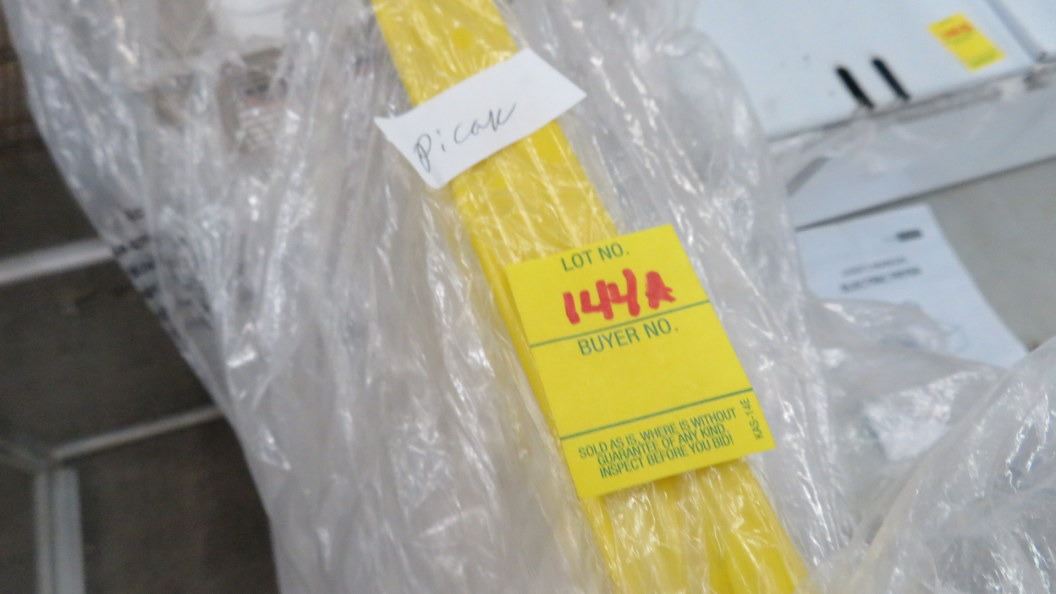 Picak
LOT NO.
144A
BUYER NO.
SOLD AS IS, WHERE IS WITHOUT
GUARANTEE OF ANY KIND.
INSPECT BEFORE YOU BID!
KAS-14E